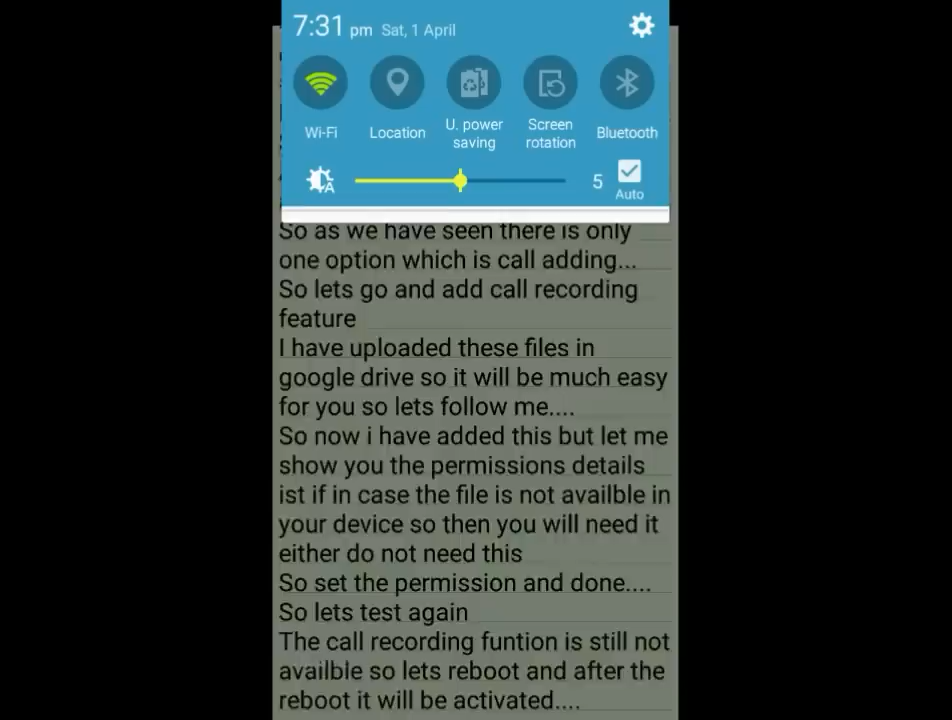 7:31 pm Sat, 1 April
Wi-Fi
Location
U. power
saving
Screen
rotation
Bluetooth
A
5
Auto
So as we have seen there is only
one option which is call adding...
So lets go and add call recording
feature
I have uploaded these files in
google drive so it will be much easy
for you so lets follow me....
So now i have added this but let me
show you the permissions details
ist if in case the file is not availble in
your device so then you will need it
either do not need this
So set the permission and done....
So lets test again
The call recording funtion is still not
availble so lets reboot and after the
reboot it will be activated....